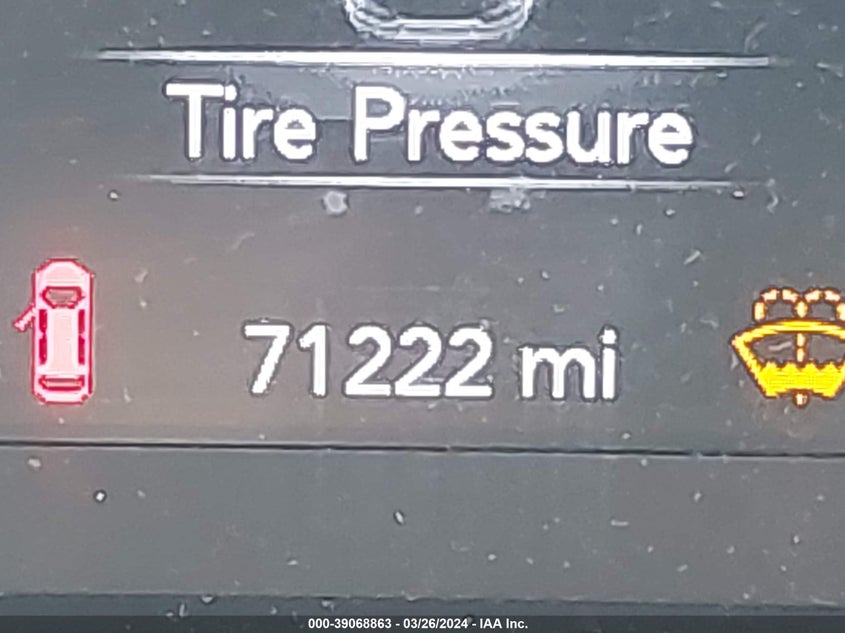 Tire Pressure
71222 mi
000-39068863 - 03/26/2024 - IAA Inc.